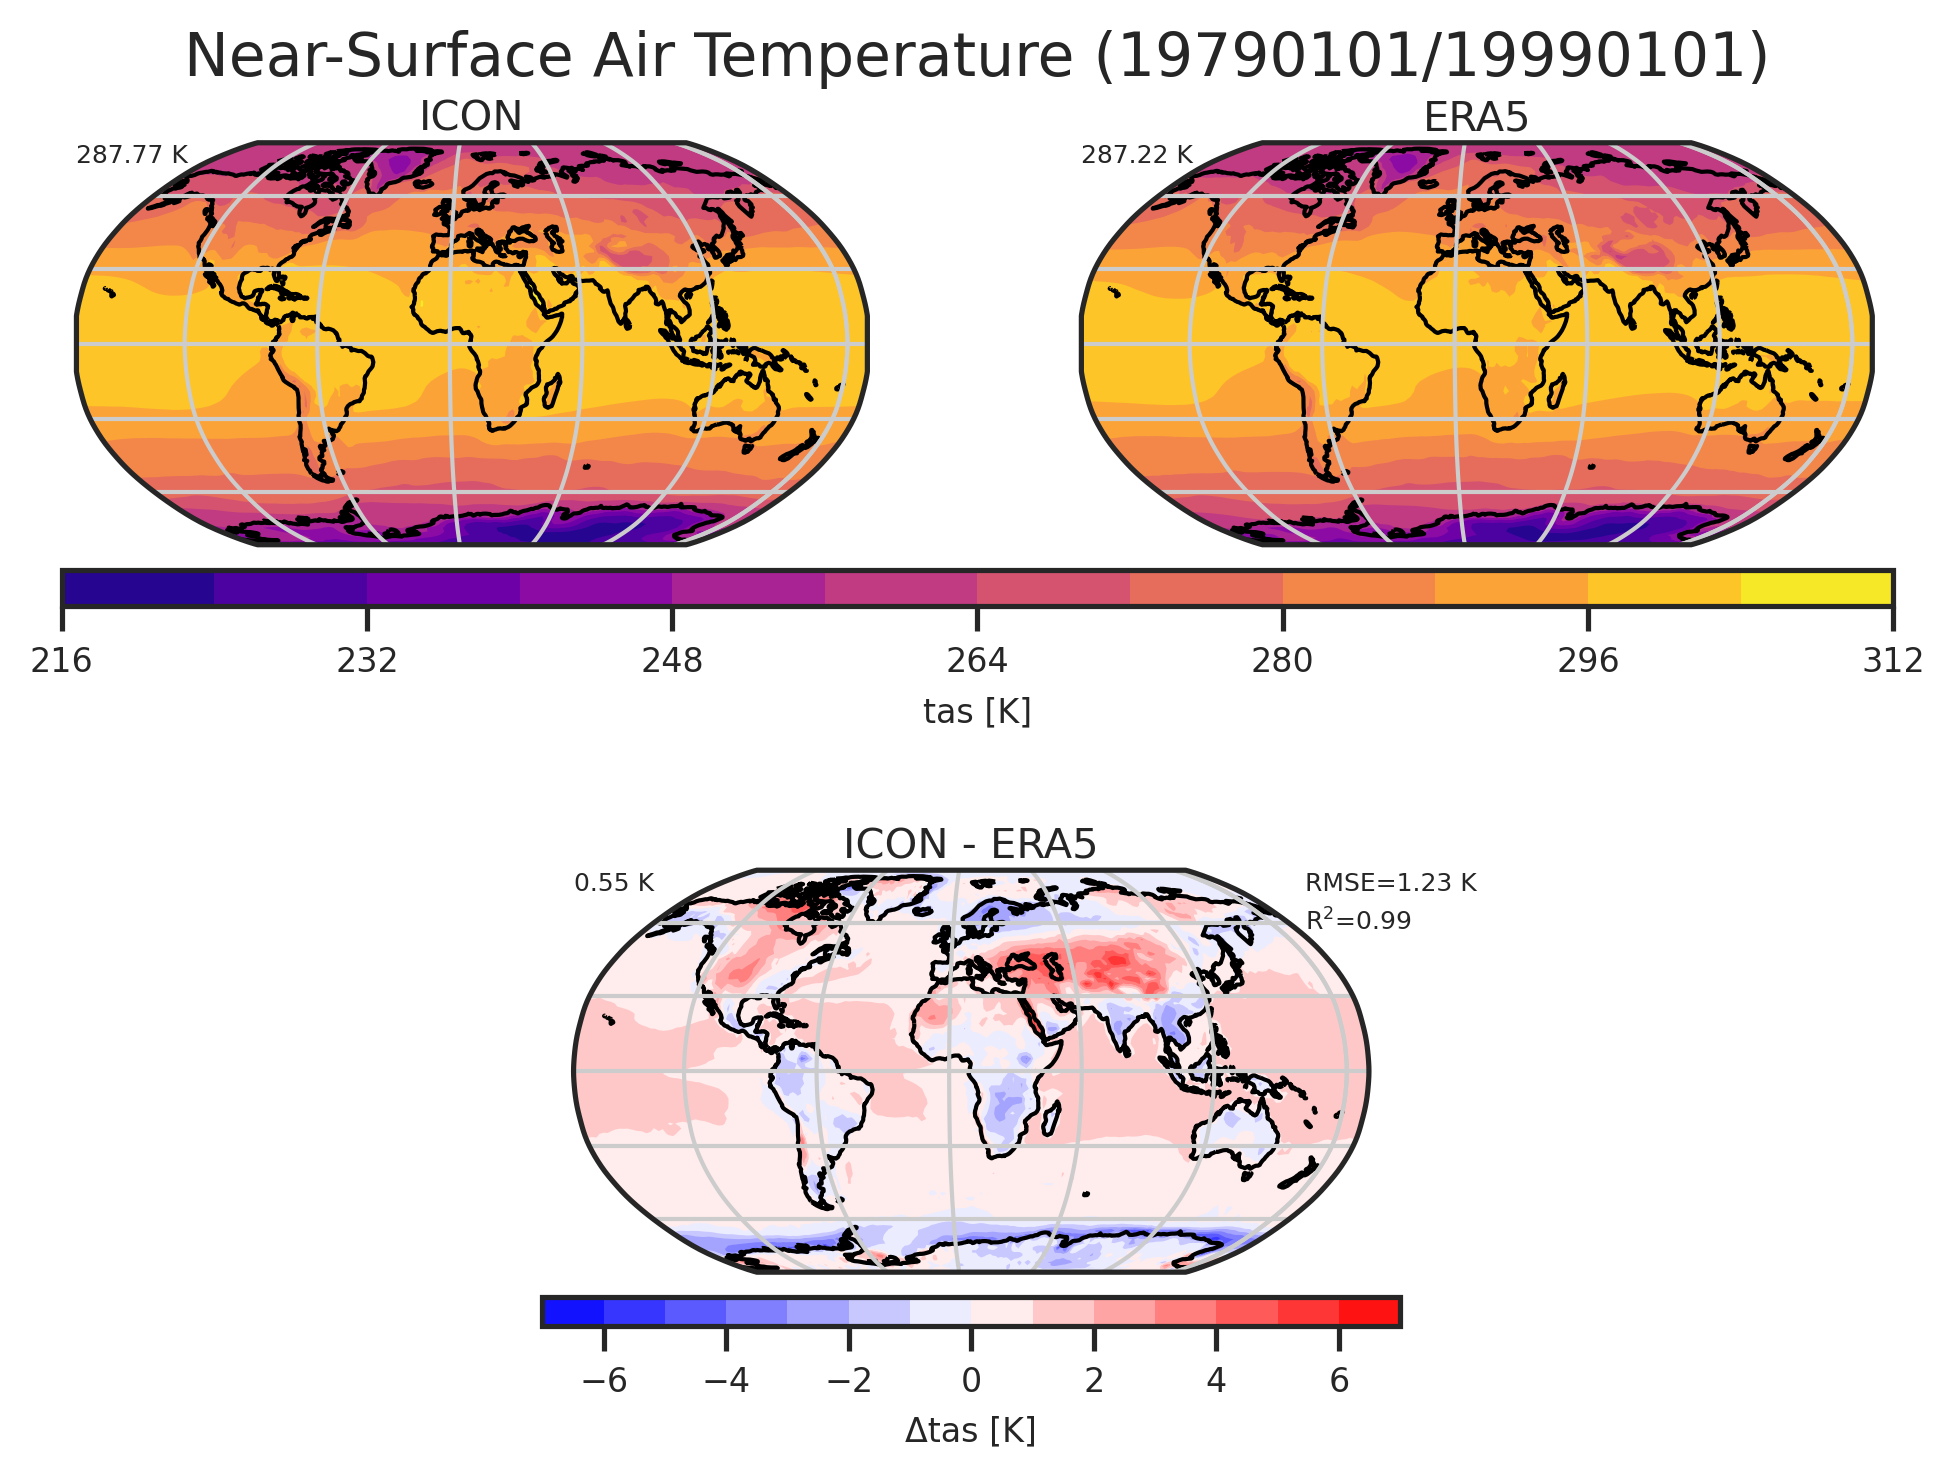 Near-Surface Air Temperature (19790101/19990101)
ICON
ERA5
287.77 K
287.22 K
216 232 248 264 280 296 312
tas [K]
ICON - ERA5
0.55 K
RMSE=1.23 K
R²=0.99
−6 −4 −2 0 2 4 6
Δtas [K]